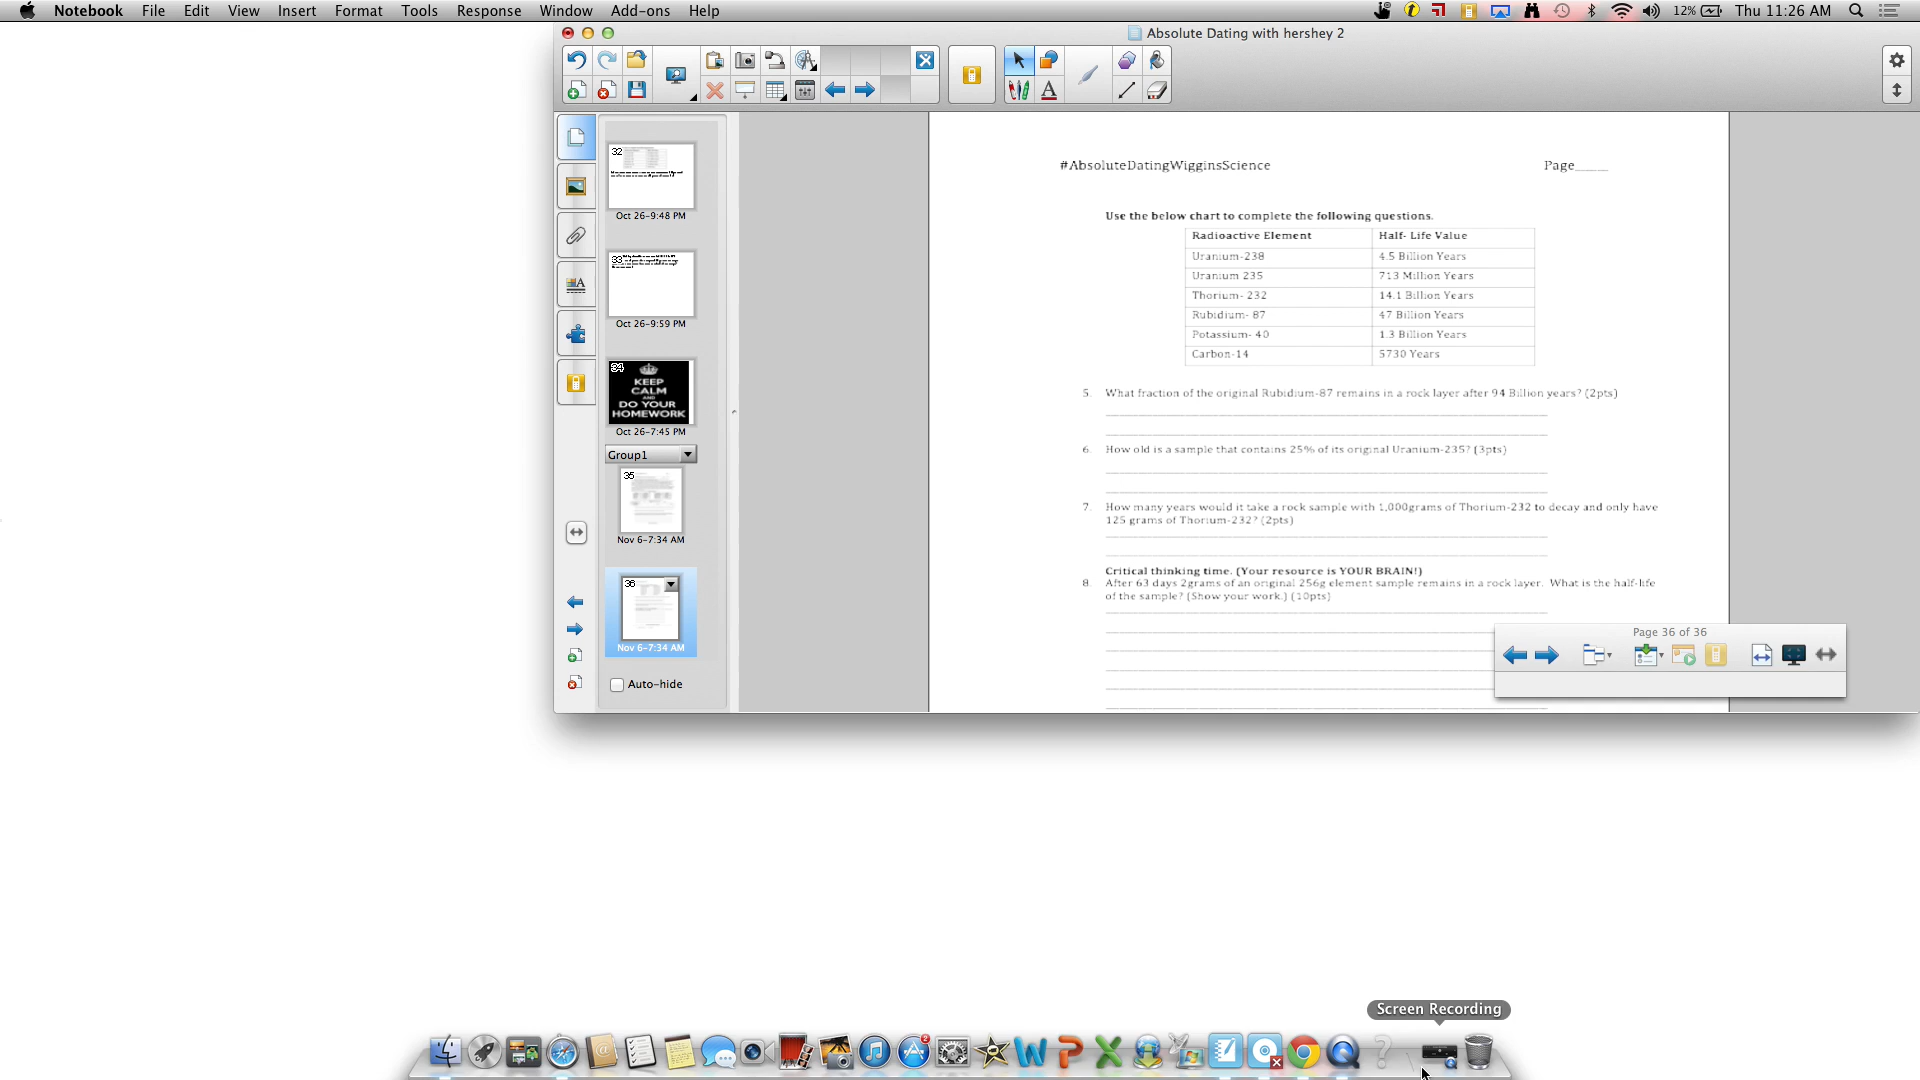 Notebook File Edit View Insert Format Tools Response Window Add-ons Help 12% Thu 11:26 AM
Absolute Dating with hershey 2
32
Oct 26-9:48 PM
33
Oct 26-9:59 PM
34
KEEP
CALM
AND
DO YOUR
HOMEWORK
Oct 26-7:45 PM
Group1
35
Nov 6-7:34 AM
36
Nov 6-7:34 AM
Auto-hide
#AbsoluteDatingWigginsScience Page_____
Use the below chart to complete the following questions.
Radioactive Element Half- Life Value
Uranium-238 4.5 Billion Years
Uranium 235 713 Million Years
Thorium- 232 14.1 Billion Years
Rubidium- 87 47 Billion Years
Potassium- 40 1.3 Billion Years
Carbon-14 5730 Years
5. What fraction of the original Rubidium-87 remains in a rock layer after 94 Billion years? (2pts)
6. How old is a sample that contains 25% of its original Uranium-235? (3pts)
7. How many years would it take a rock sample with 1,000grams of Thorium-232 to decay and only have
125 grams of Thorium-232? (2pts)
Critical thinking time. (Your resource is YOUR BRAIN!)
8. After 63 days 2grams of an original 256g element sample remains in a rock layer. What is the half-life
of the sample? (Show your work.) (10pts)
Page 36 of 36
Screen Recording